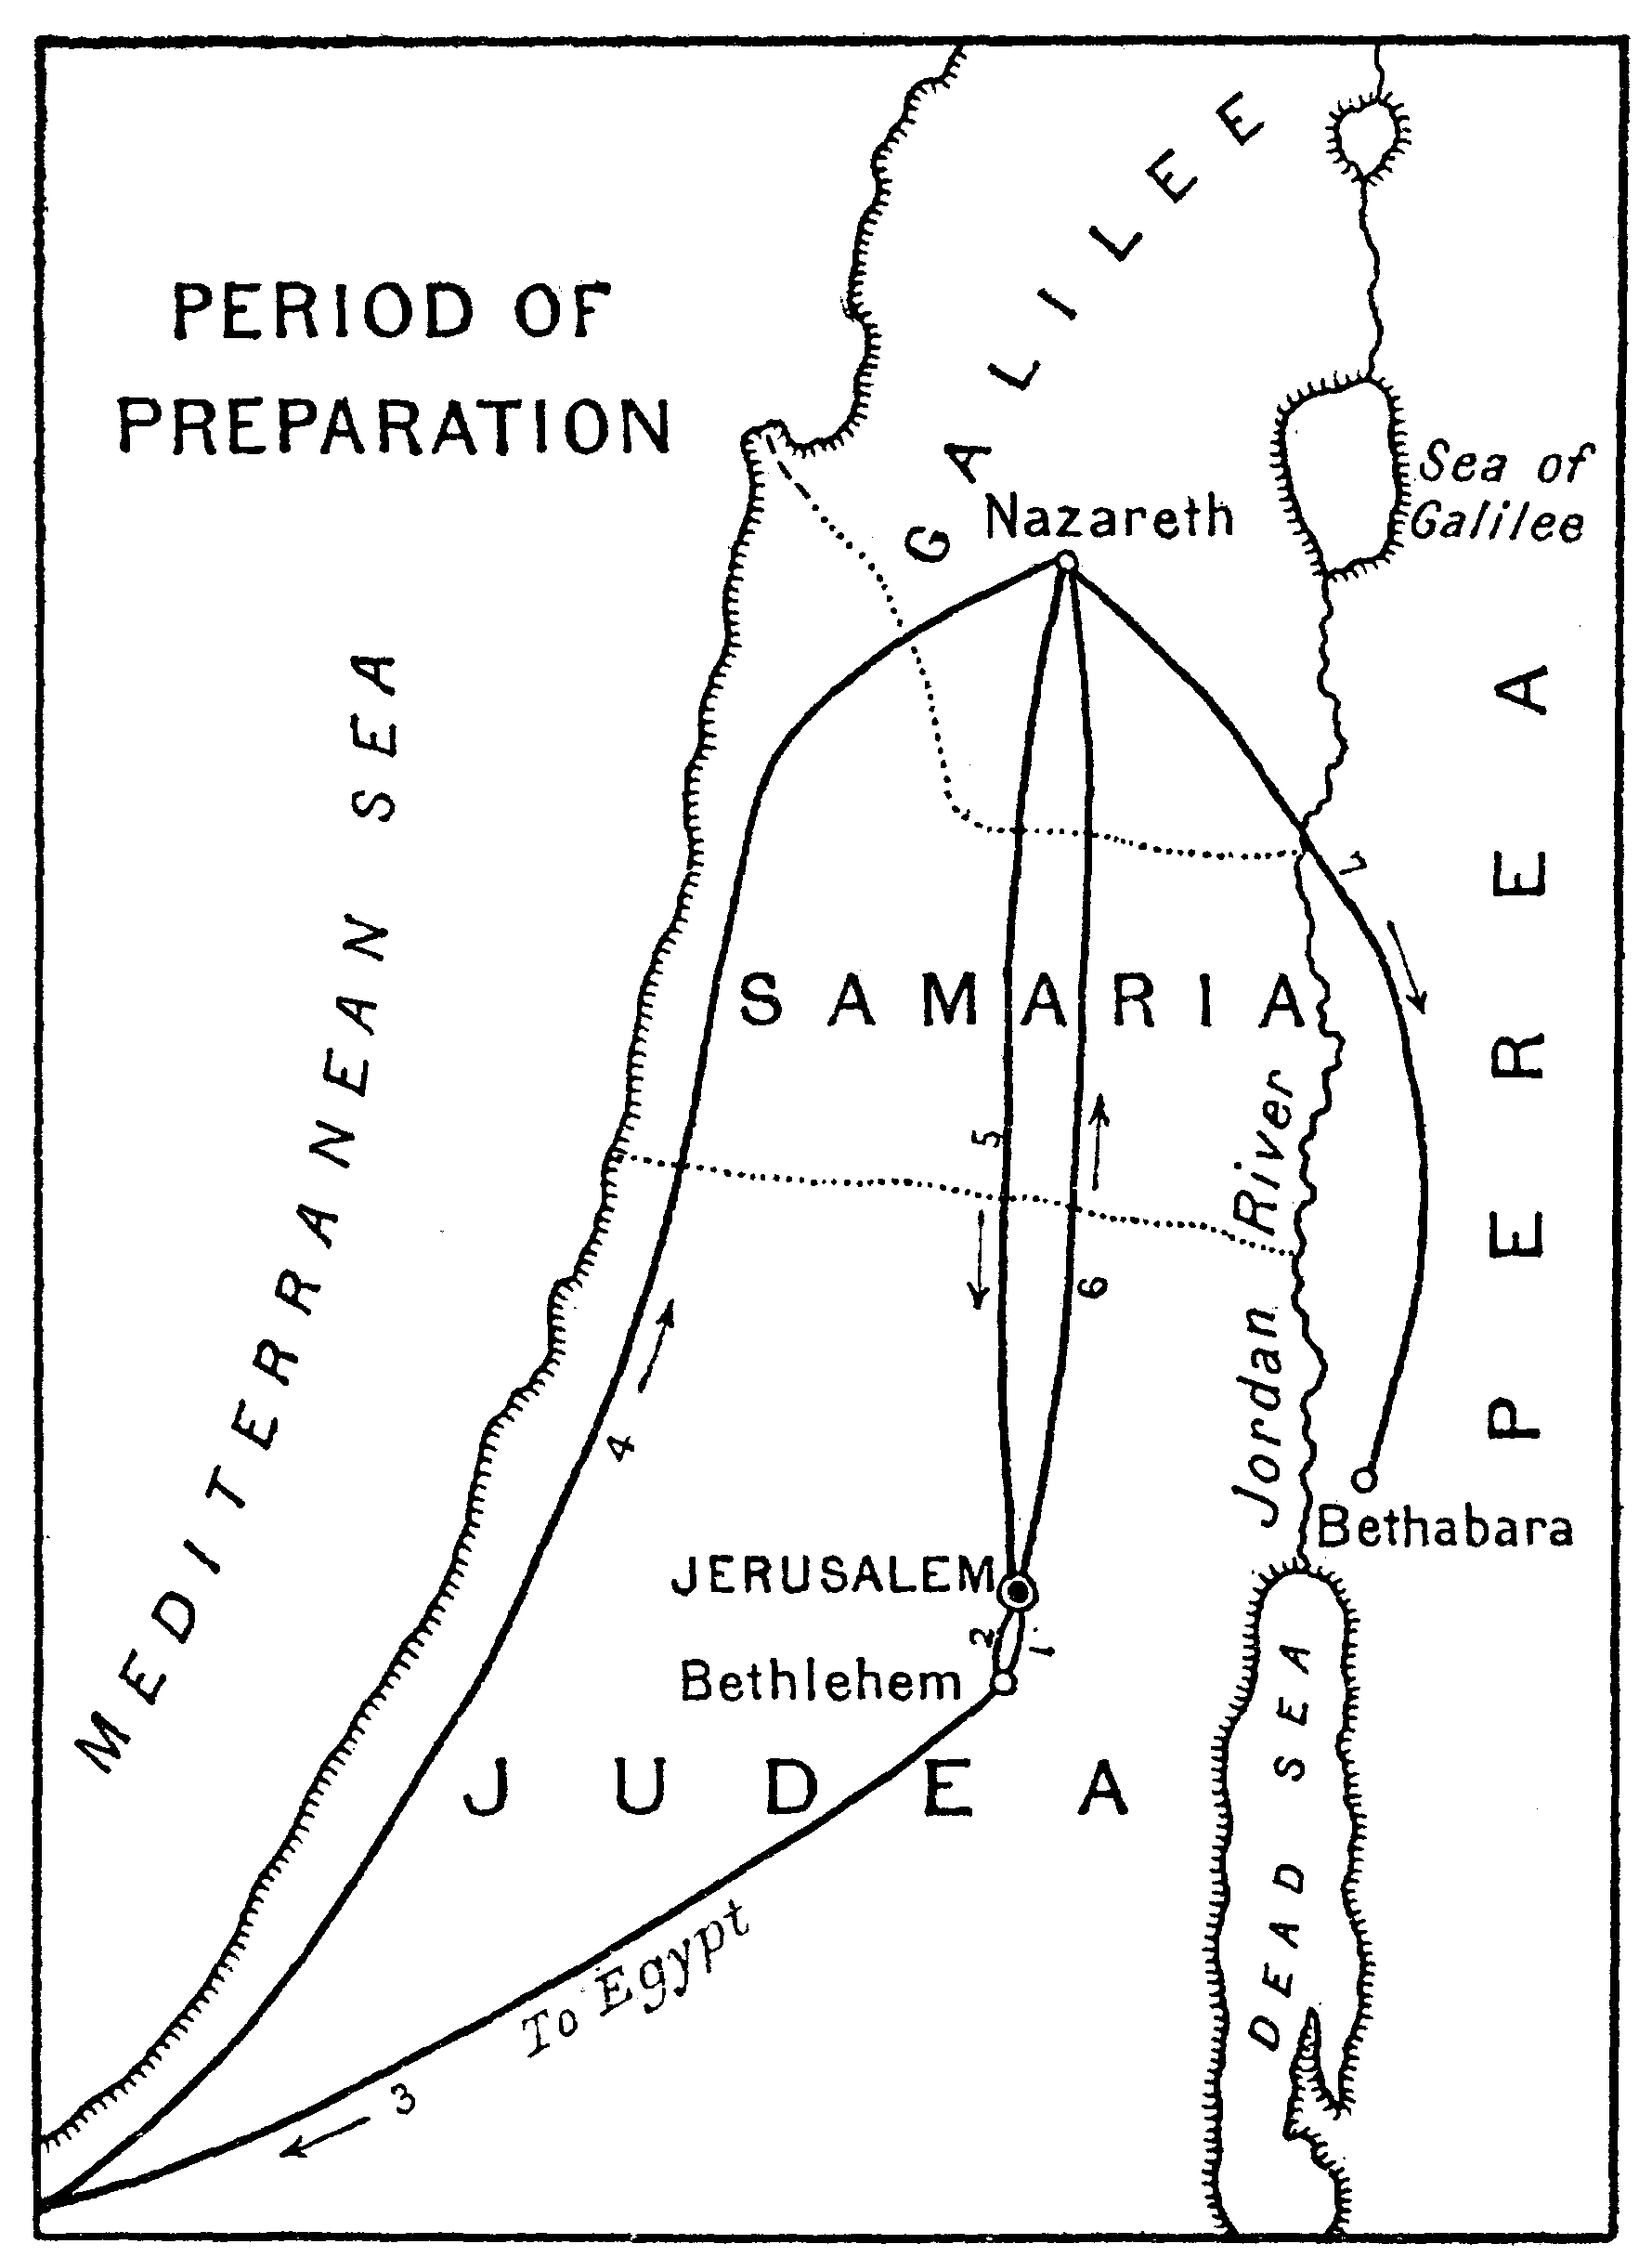 PERIOD OF
PREPARATION
GALILEE
Nazareth
Sea of
Galilee
MEDITERRANEAN SEA
PEREA
7
SAMARIA
5
6
Jordan River
4
Bethabara
JERUSALEM
2
1
Bethlehem
JUDEA
DEAD SEA
To Egypt
3